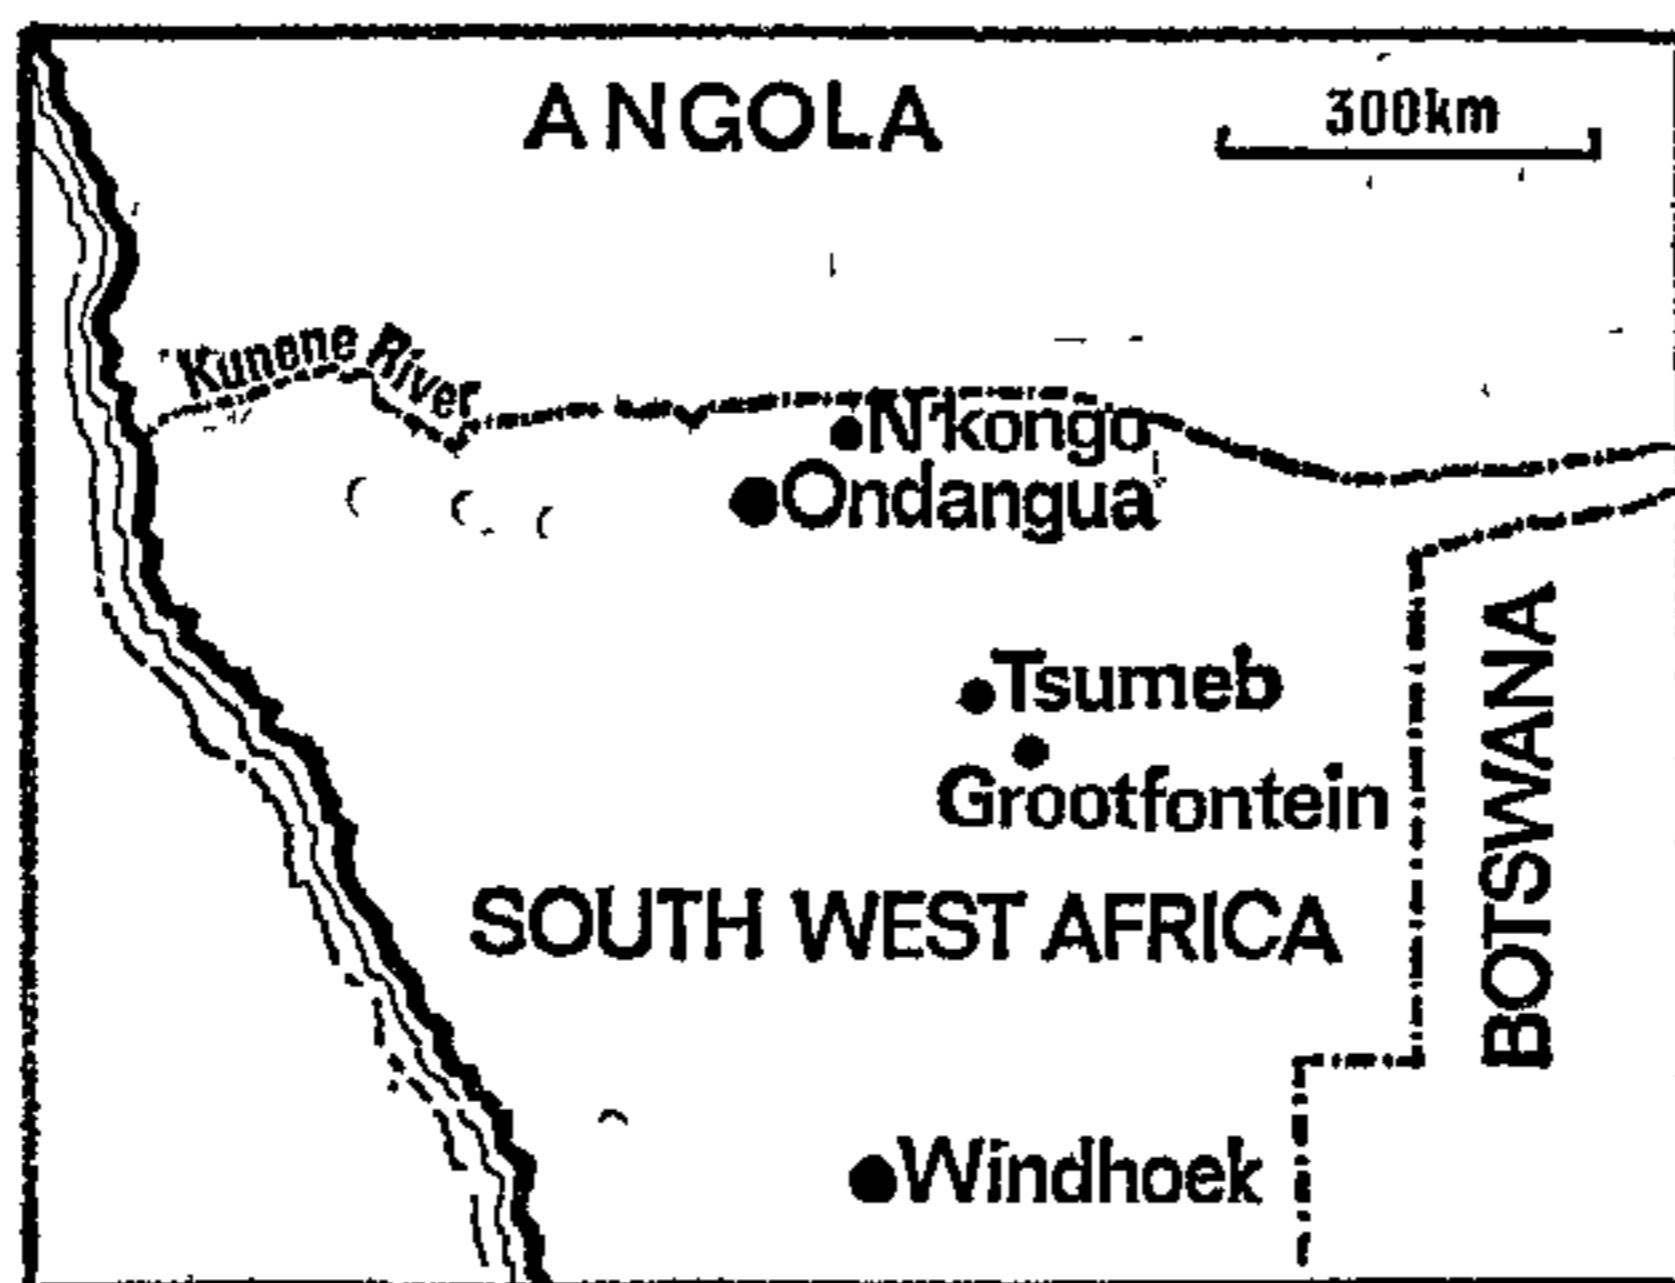 ANGOLA
300km
Kunene River
N'kongo
Ondangua
Tsumeb
Grootfontein
SOUTH WEST AFRICA
BOTSWANA
Windhoek